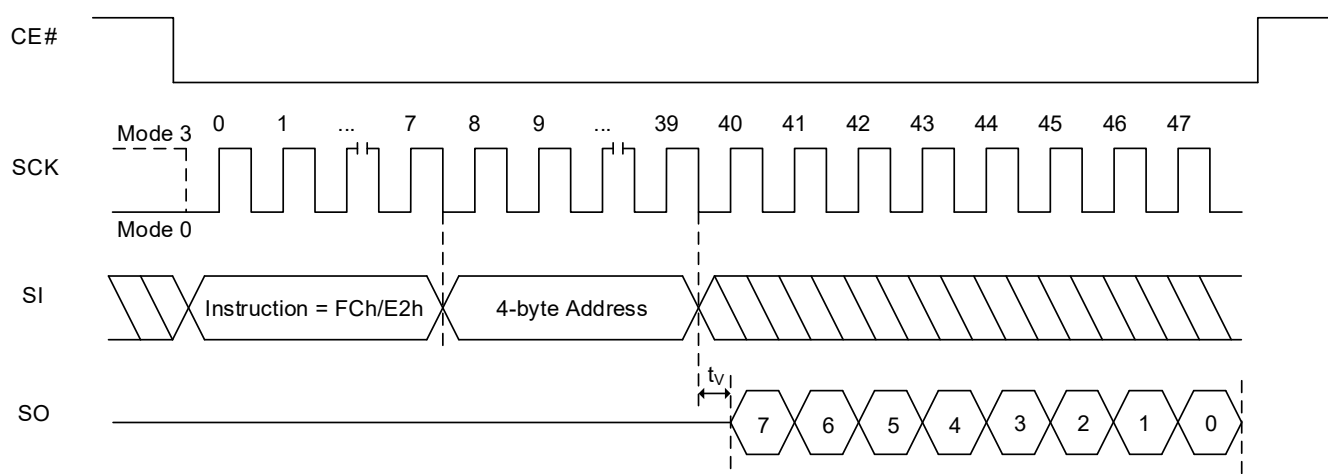 CE#
Mode 3 0 1 ... 7 8 9 ... 39 40 41 42 43 44 45 46 47
SCK
Mode 0
SI Instruction = FCh/E2h 4-byte Address
tV
SO 7 6 5 4 3 2 1 0